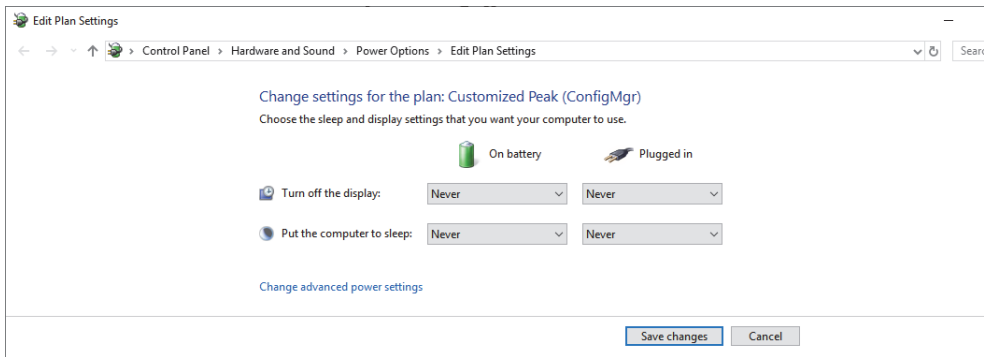 Edit Plan Settings
Control Panel > Hardware and Sound > Power Options > Edit Plan Settings
Change settings for the plan: Customized Peak (ConfigMgr)
Choose the sleep and display settings that you want your computer to use.
On battery Plugged in
Turn off the display: Never Never
Put the computer to sleep: Never Never
Change advanced power settings
Save changes Cancel